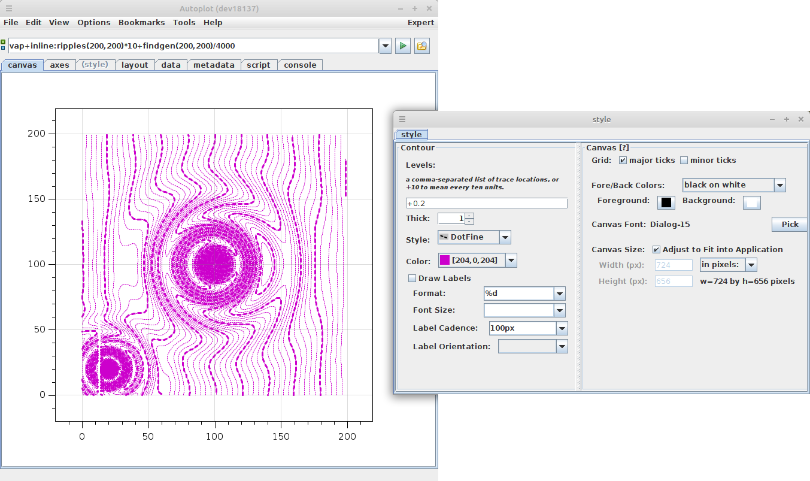 Autoplot (dev18137)
File Edit View Options Bookmarks Tools Help Expert
vap+inline:ripples(200,200)*10+findgen(200,200)/4000
canvas axes (style) layout data metadata script console
200
150
100
50
0
0 50 100 150 200
style
style
Contour
Levels:
a comma-separated list of trace locations, or
+10 to mean every ten units.
+0.2
Thick: 1
Style: DotFine
Color: [204,0,204]
Draw Labels
Format: %d
Font Size:
Label Cadence: 100px
Label Orientation:
Canvas [?]
Grid: major ticks minor ticks
Fore/Back Colors: black on white
Foreground: Background:
Canvas Font: Dialog-15 Pick
Canvas Size: Adjust to Fit into Application
Width (px): 724 in pixels:
Height (px): 656 w=724 by h=656 pixels